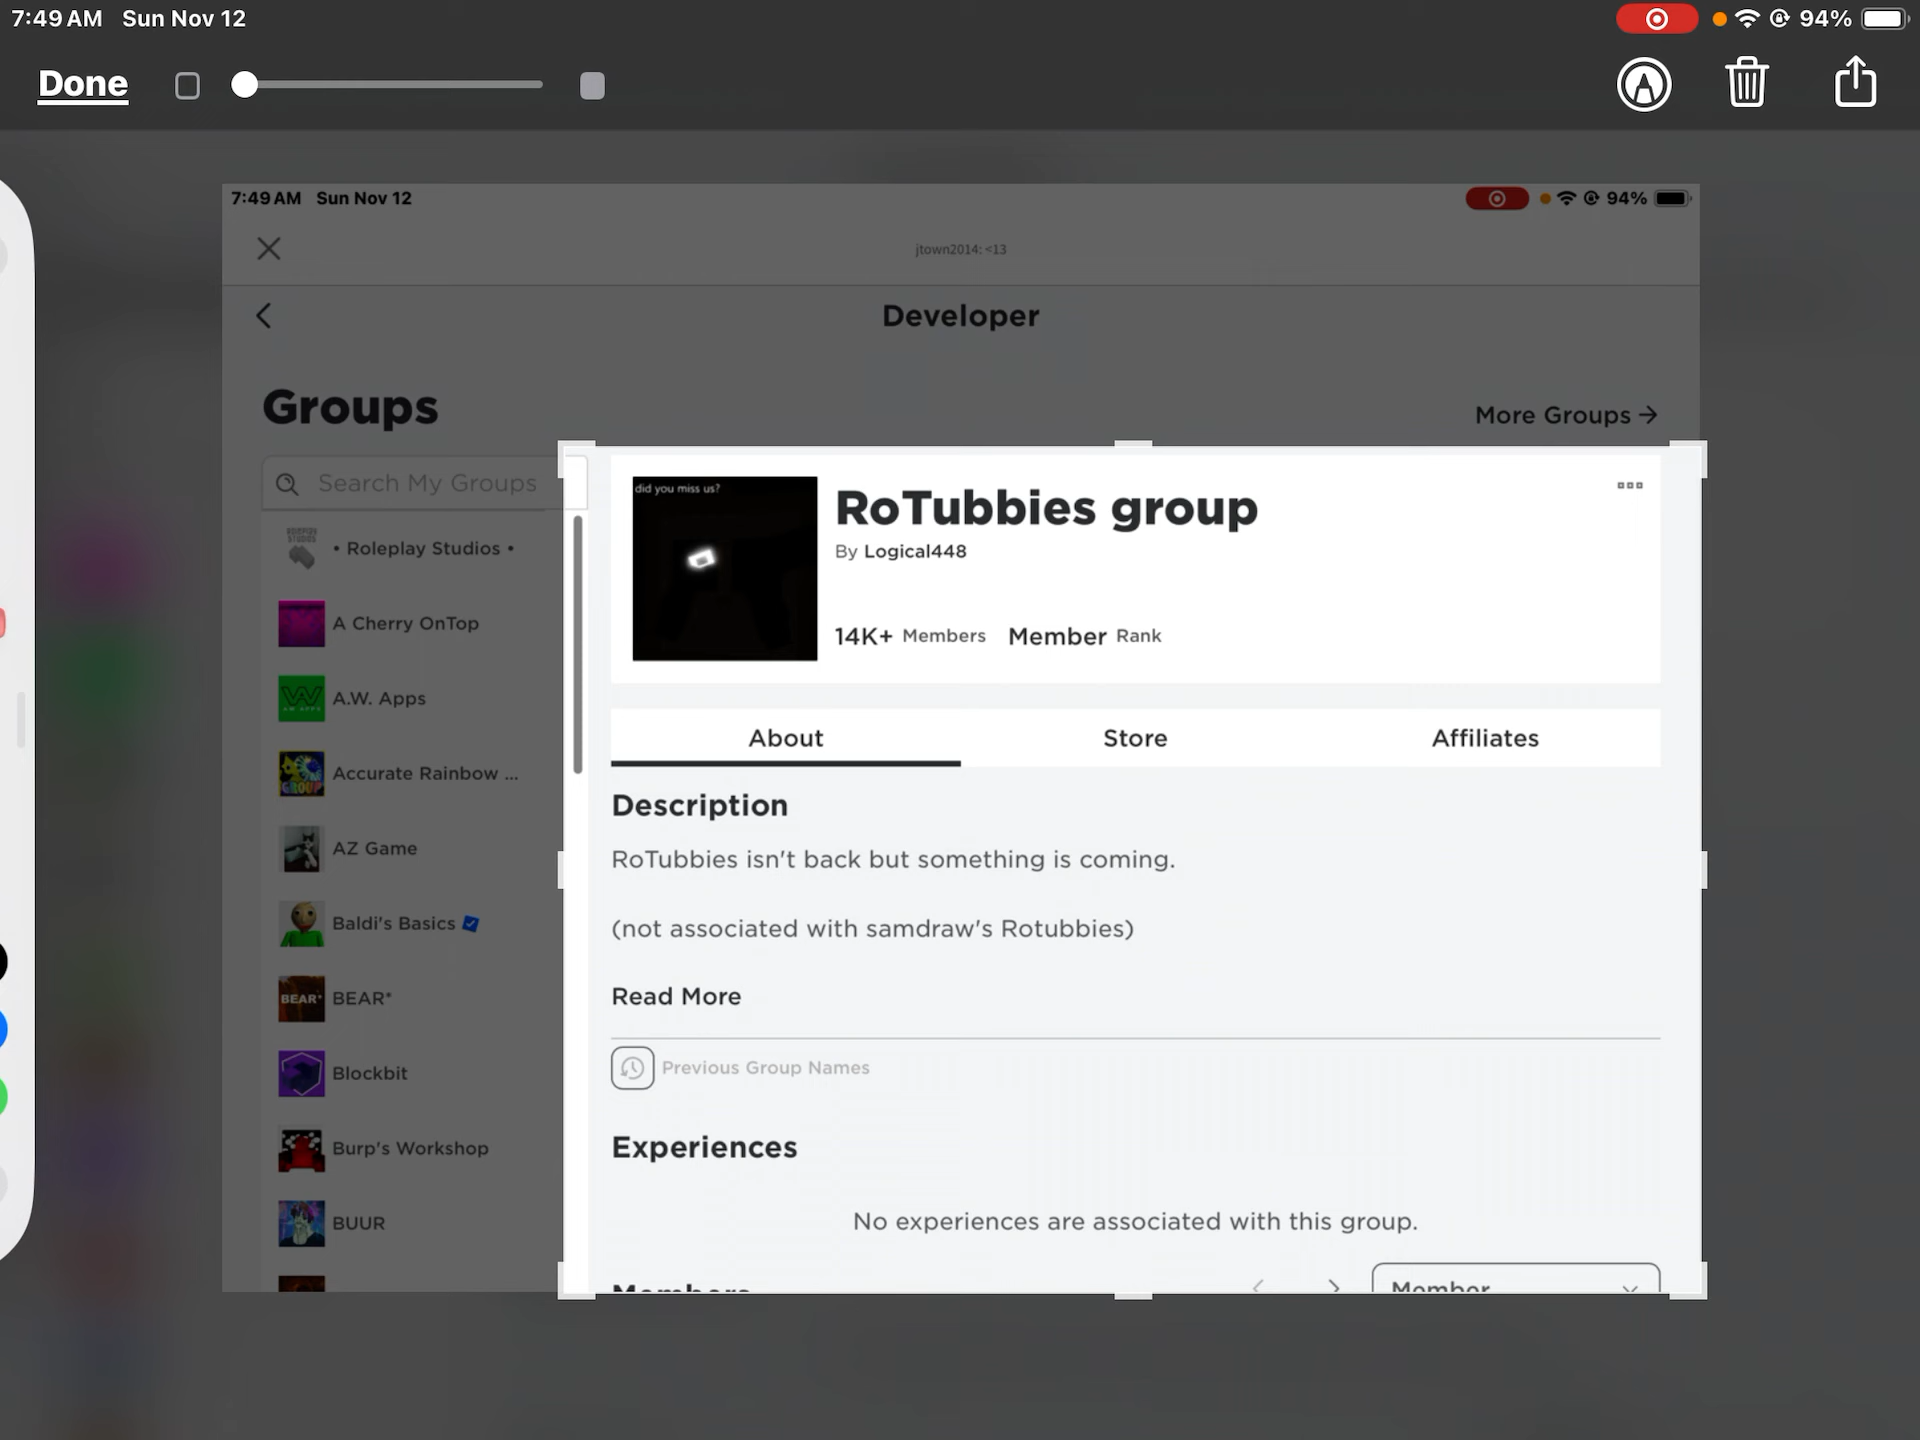 7:49 AM Sun Nov 12
94%
Done
7:49 AM Sun Nov 12
94%
jtown2014: <13
Developer
Groups
More Groups
Search My Groups
• Roleplay Studios •
A Cherry OnTop
A.W. Apps
Accurate Rainbow ...
AZ Game
Baldi's Basics
BEAR*
BEAR*
Blockbit
Burp's Workshop
BUUR
did you miss us?
RoTubbies group
By Logical448
14K+ Members Member Rank
About Store Affiliates
Description
RoTubbies isn't back but something is coming.
(not associated with samdraw's Rotubbies)
Read More
Previous Group Names
Experiences
No experiences are associated with this group.
Members
Member